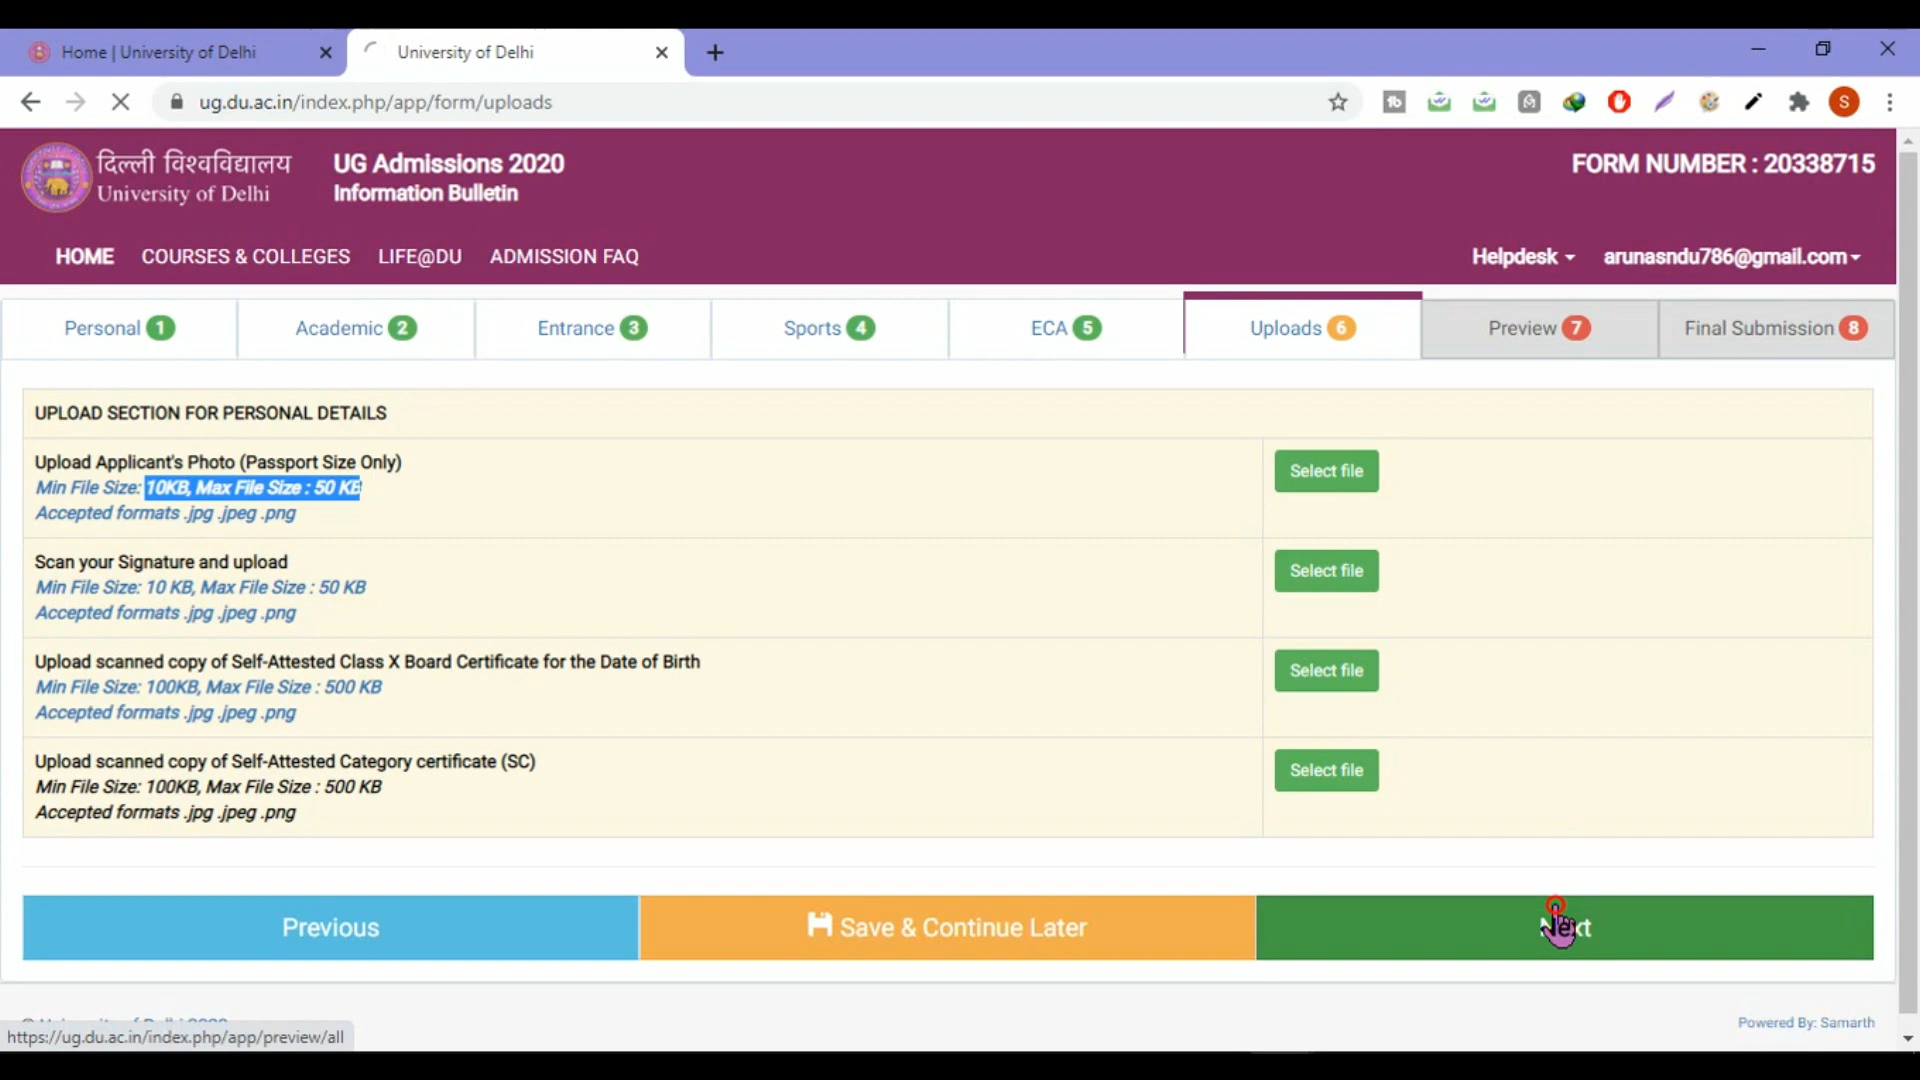 Home | University of Delhi
University of Delhi
ug.du.ac.in/index.php/app/form/uploads
S
दिल्ली विश्वविद्यालय
University of Delhi
UG Admissions 2020
Information Bulletin
FORM NUMBER : 20338715
HOME COURSES & COLLEGES LIFE@DU ADMISSION FAQ
Helpdesk arunasndu786@gmail.com
Personal 1 Academic 2 Entrance 3 Sports 4 ECA 5 Uploads 6 Preview 7 Final Submission 8
UPLOAD SECTION FOR PERSONAL DETAILS
Upload Applicant's Photo (Passport Size Only)
Min File Size: 10KB, Max File Size : 50 KB
Accepted formats .jpg .jpeg .png
Select file
Scan your Signature and upload
Min File Size: 10 KB, Max File Size : 50 KB
Accepted formats .jpg .jpeg .png
Select file
Upload scanned copy of Self-Attested Class X Board Certificate for the Date of Birth
Min File Size: 100KB, Max File Size : 500 KB
Accepted formats .jpg .jpeg .png
Select file
Upload scanned copy of Self-Attested Category certificate (SC)
Min File Size: 100KB, Max File Size : 500 KB
Accepted formats .jpg .jpeg .png
Select file
Previous
Save & Continue Later
Next
https://ug.du.ac.in/index.php/app/preview/all
Powered By: Samarth